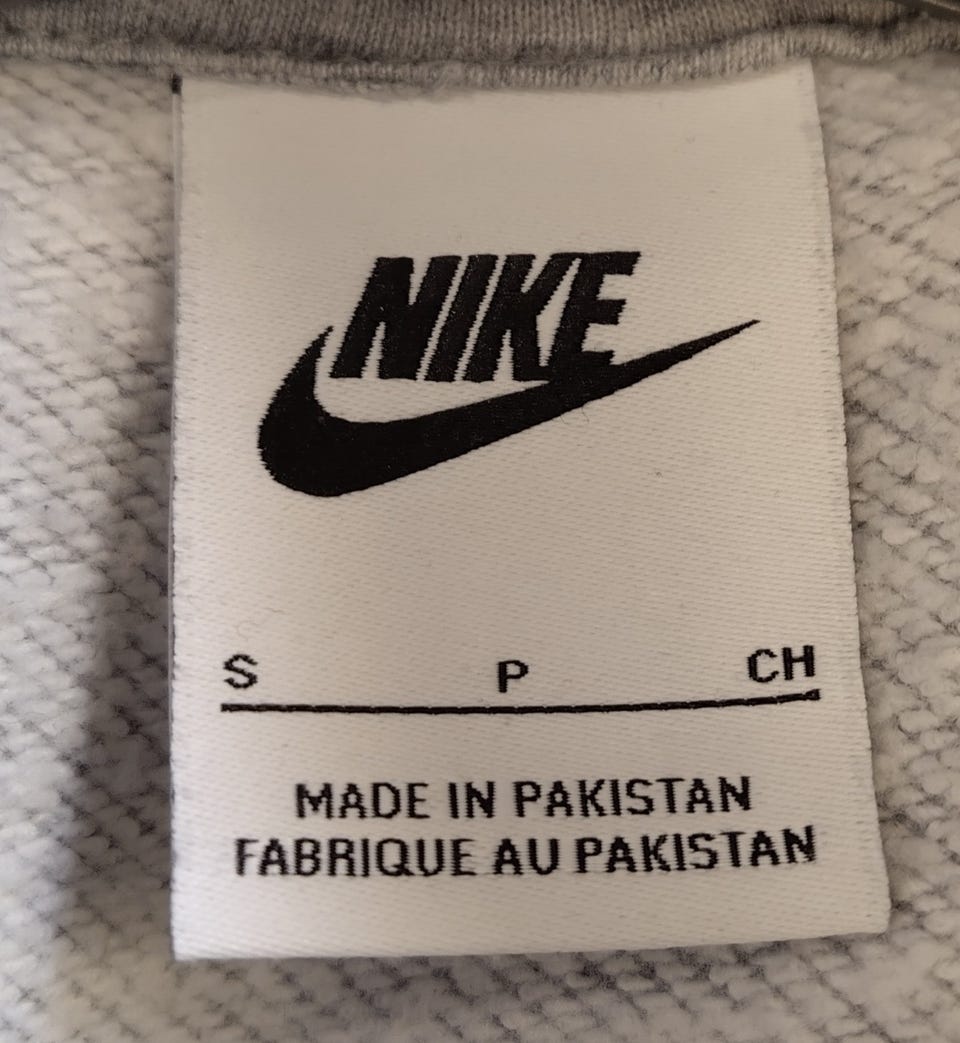 NIKE
S P CH
MADE IN PAKISTAN
FABRIQUE AU PAKISTAN